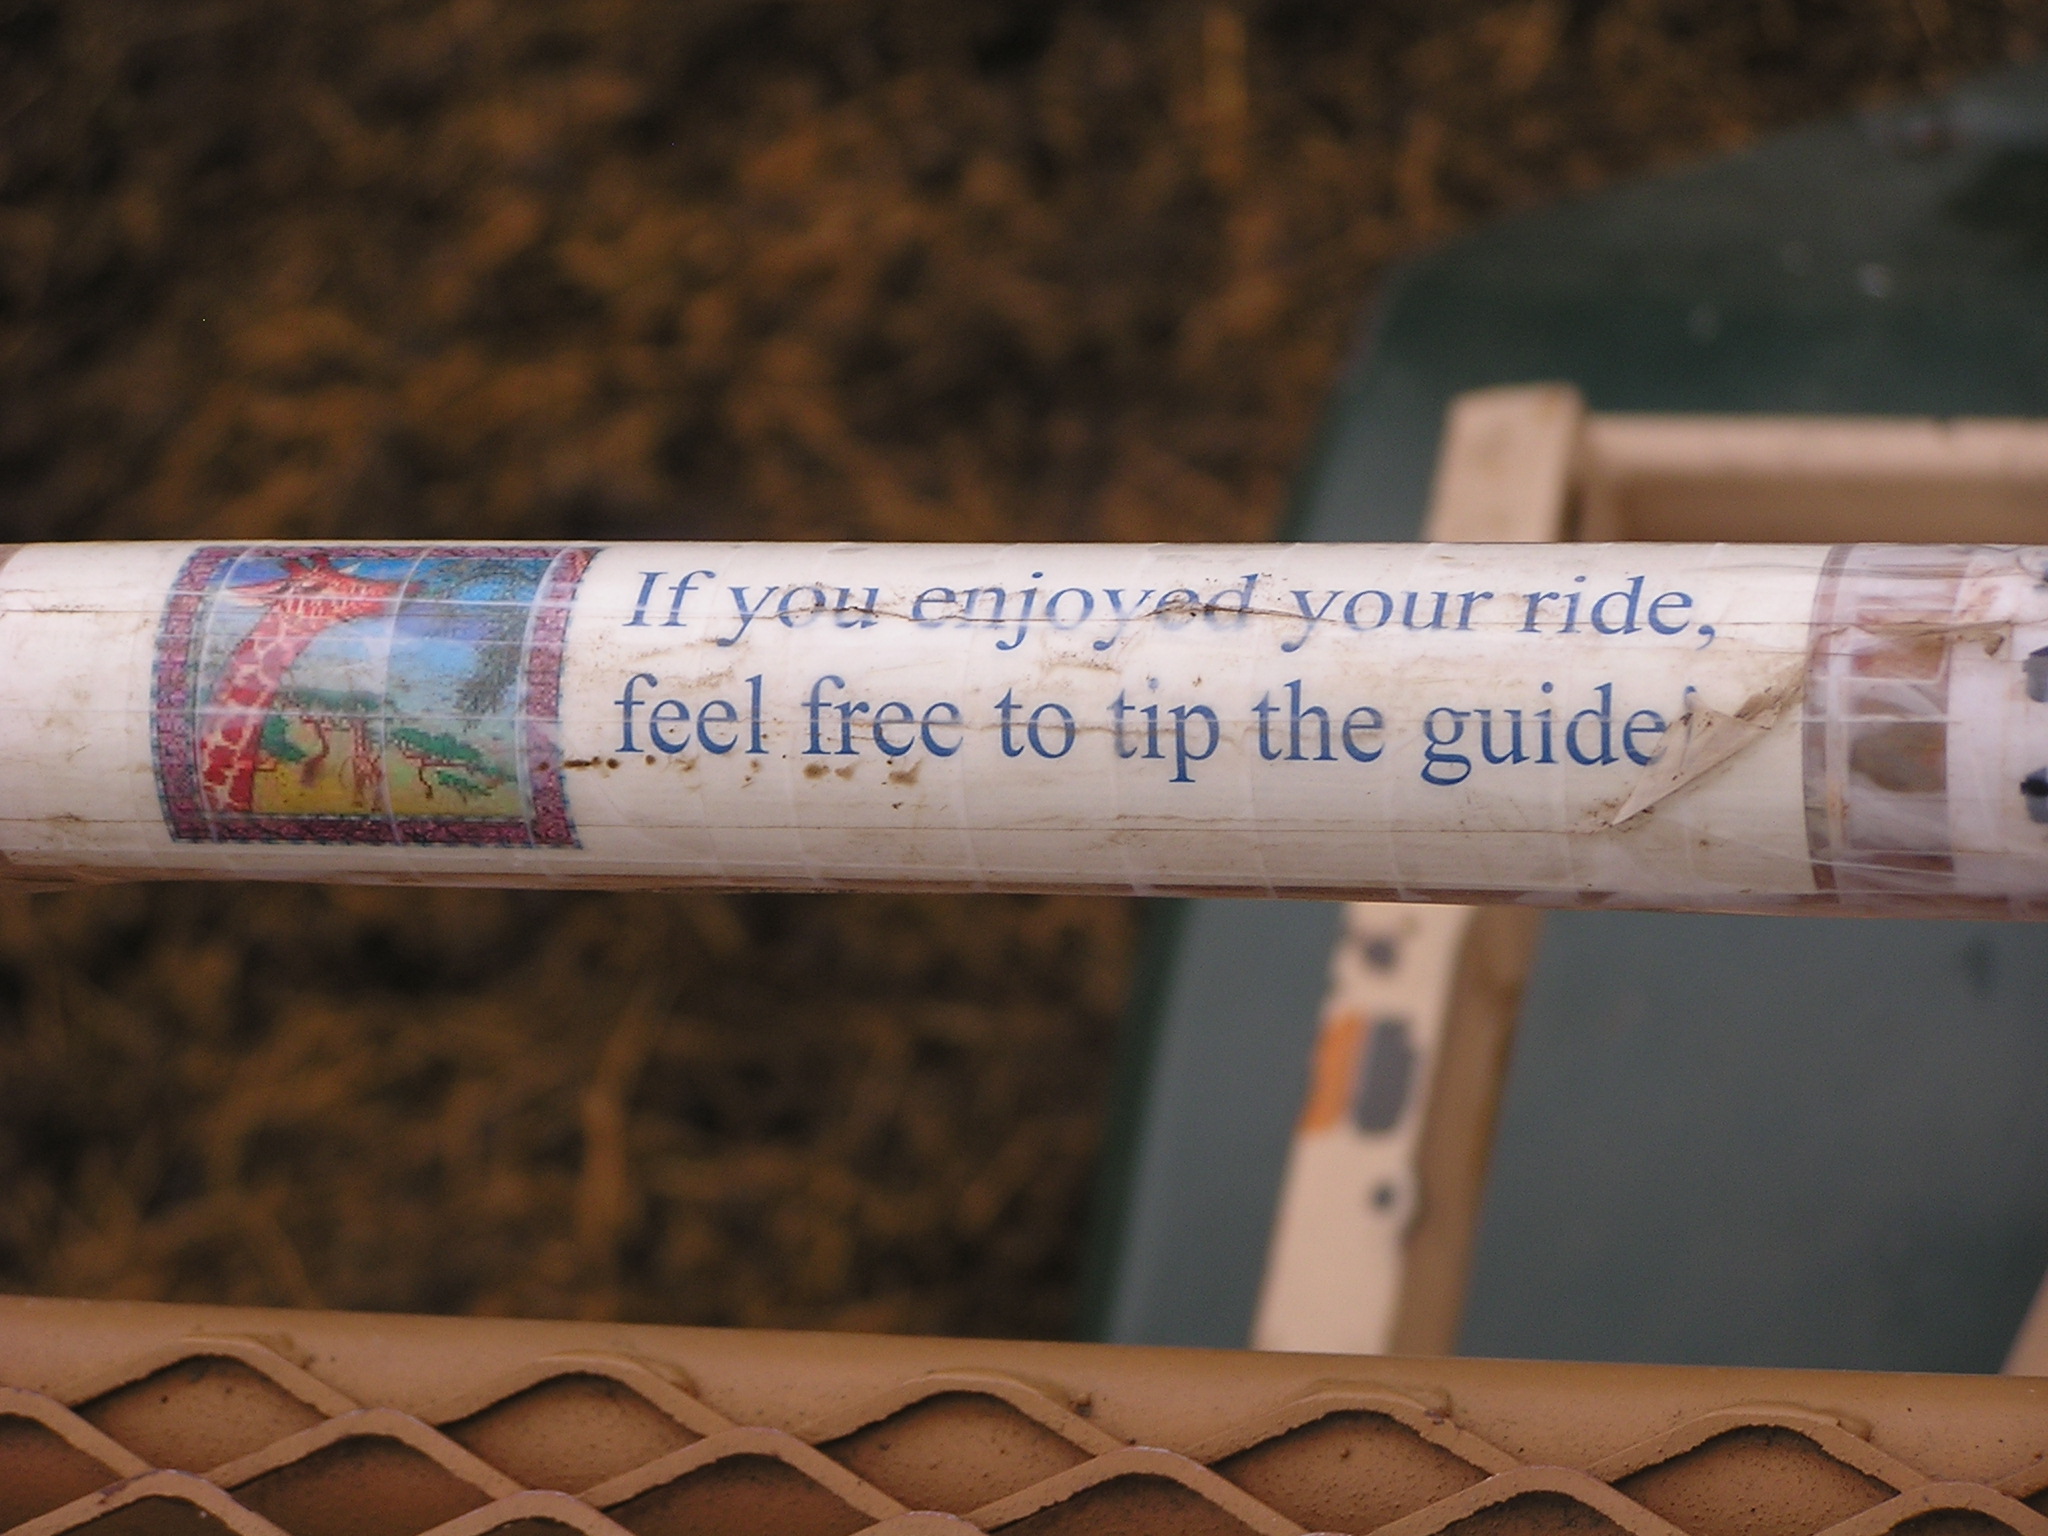 If you enjoyed your ride,
feel free to tip the guide!